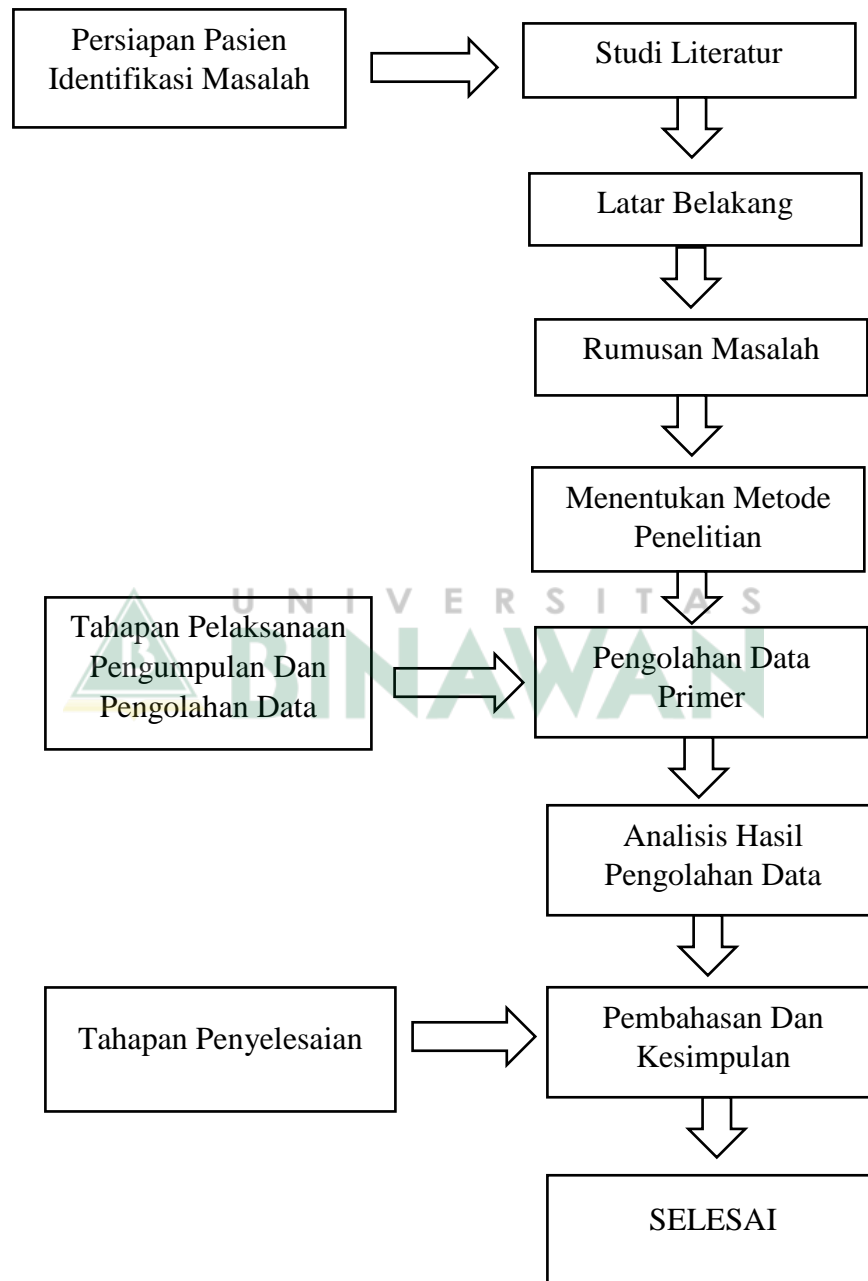 Persiapan Pasien
Identifikasi Masalah
Studi Literatur
Latar Belakang
Rumusan Masalah
Menentukan Metode
Penelitian
UNIVERSITAS
BINAWAN
Tahapan Pelaksanaan
Pengumpulan Dan
Pengolahan Data
Pengolahan Data
Primer
Analisis Hasil
Pengolahan Data
Tahapan Penyelesaian
Pembahasan Dan
Kesimpulan
SELESAI